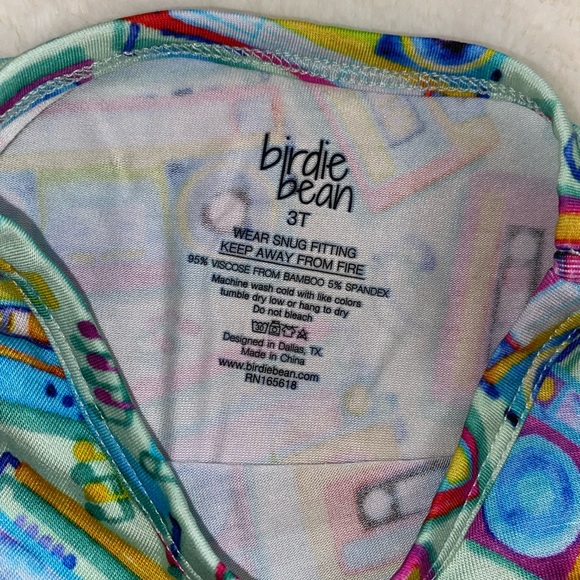 birdie
bean
3T
WEAR SNUG FITTING
KEEP AWAY FROM FIRE
95% VISCOSE FROM BAMBOO 5% SPANDEX
Machine wash cold with like colors
tumble dry low or hang to dry
Do not bleach
30
Designed in Dallas, TX.
Made in China
www.birdiebean.com
RN165618